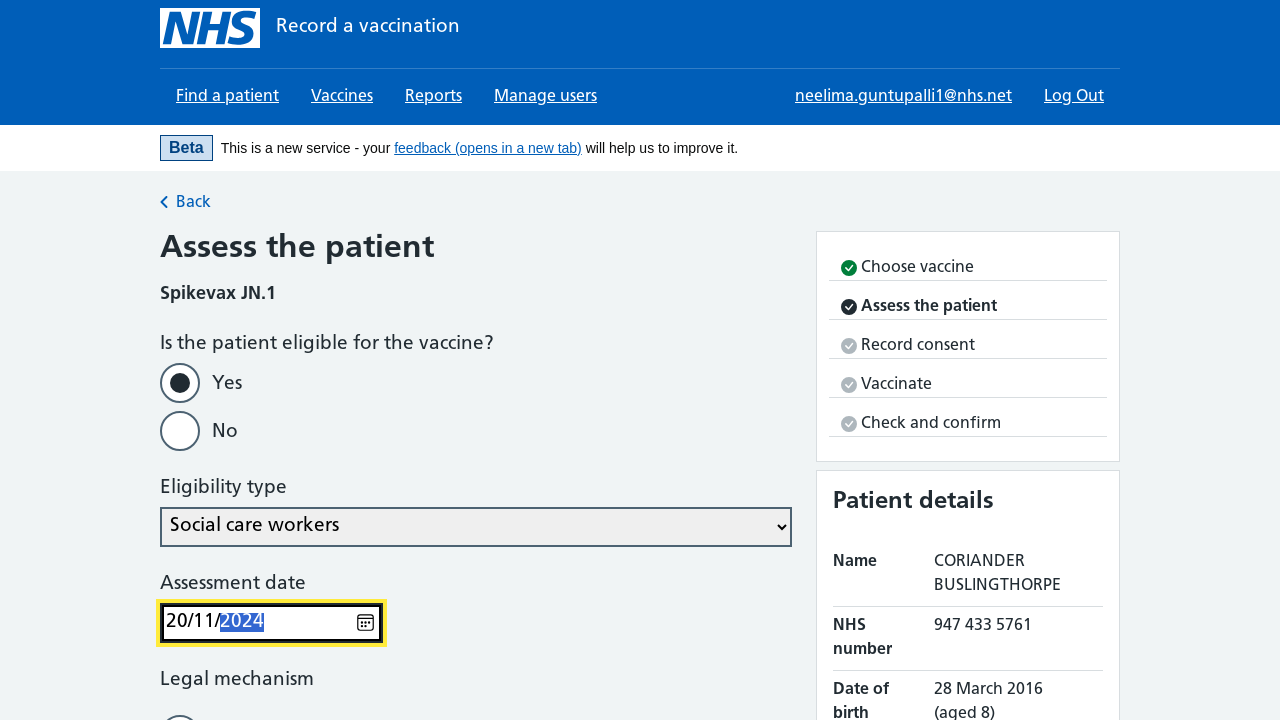 NHS Record a vaccination
Find a patient Vaccines Reports Manage users neelima.guntupalli1@nhs.net Log Out
Beta This is a new service - your feedback (opens in a new tab) will help us to improve it.
Back
Assess the patient
Spikevax JN.1
Is the patient eligible for the vaccine?
Yes
No
Eligibility type
Social care workers
Assessment date
20/11/2024
Legal mechanism
Choose vaccine
Assess the patient
Record consent
Vaccinate
Check and confirm
Patient details
Name CORIANDER
BUSLINGTHORPE
NHS 947 433 5761
number
Date of 28 March 2016
birth (aged 8)